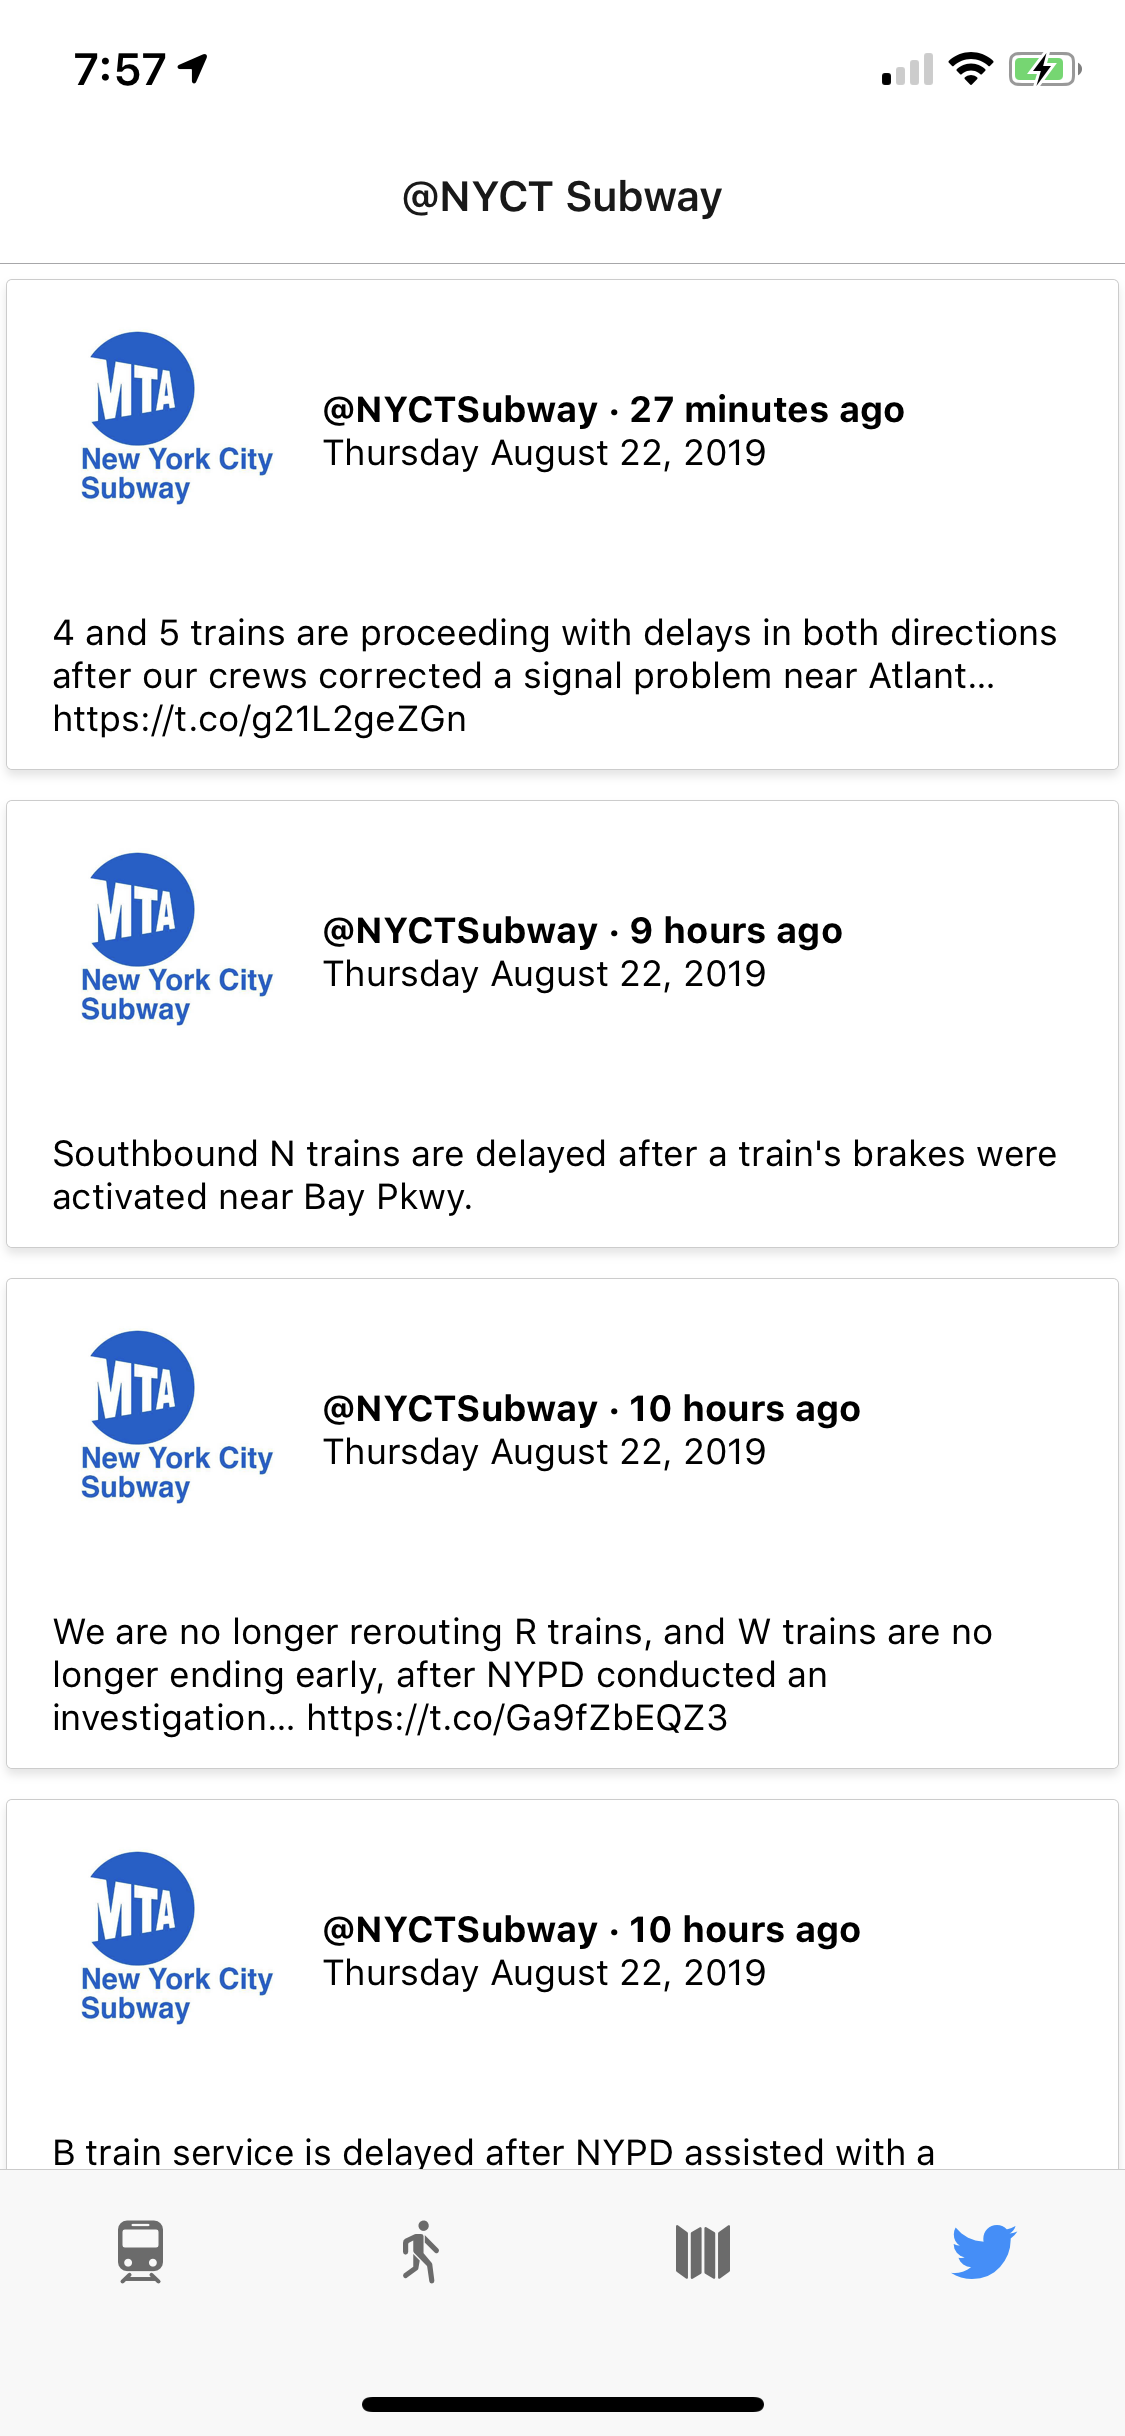 7:57
@NYCT Subway
MTA
New York City
Subway
@NYCTSubway · 27 minutes ago
Thursday August 22, 2019
4 and 5 trains are proceeding with delays in both directions
after our crews corrected a signal problem near Atlant…
https://t.co/g21L2geZGn
MTA
New York City
Subway
@NYCTSubway · 9 hours ago
Thursday August 22, 2019
Southbound N trains are delayed after a train's brakes were
activated near Bay Pkwy.
MTA
New York City
Subway
@NYCTSubway · 10 hours ago
Thursday August 22, 2019
We are no longer rerouting R trains, and W trains are no
longer ending early, after NYPD conducted an
investigation… https://t.co/Ga9fZbEQZ3
MTA
New York City
Subway
@NYCTSubway · 10 hours ago
Thursday August 22, 2019
B train service is delayed after NYPD assisted with a